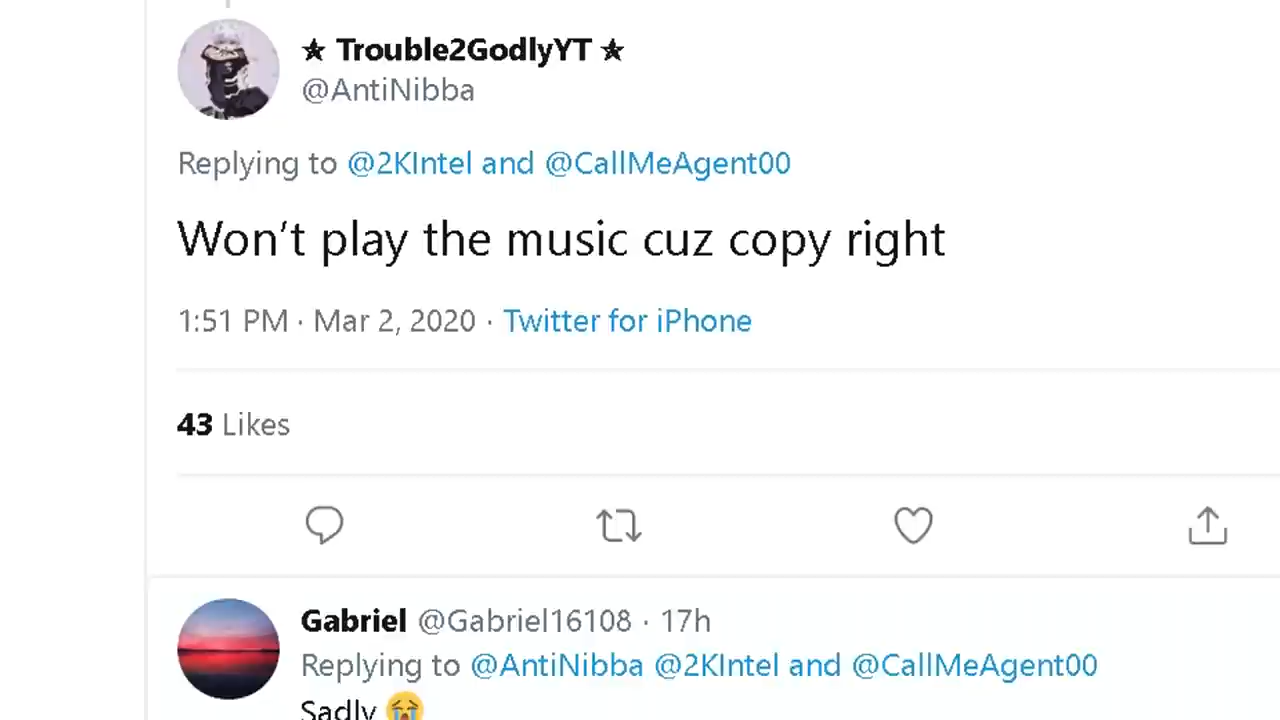 ★ Trouble2GodlyYT ★
@AntiNibba
Replying to @2KIntel and @CallMeAgent00
Won't play the music cuz copy right
1:51 PM · Mar 2, 2020 · Twitter for iPhone
43 Likes
Gabriel @Gabriel16108 · 17h
Replying to @AntiNibba @2KIntel and @CallMeAgent00
Sadly 😭